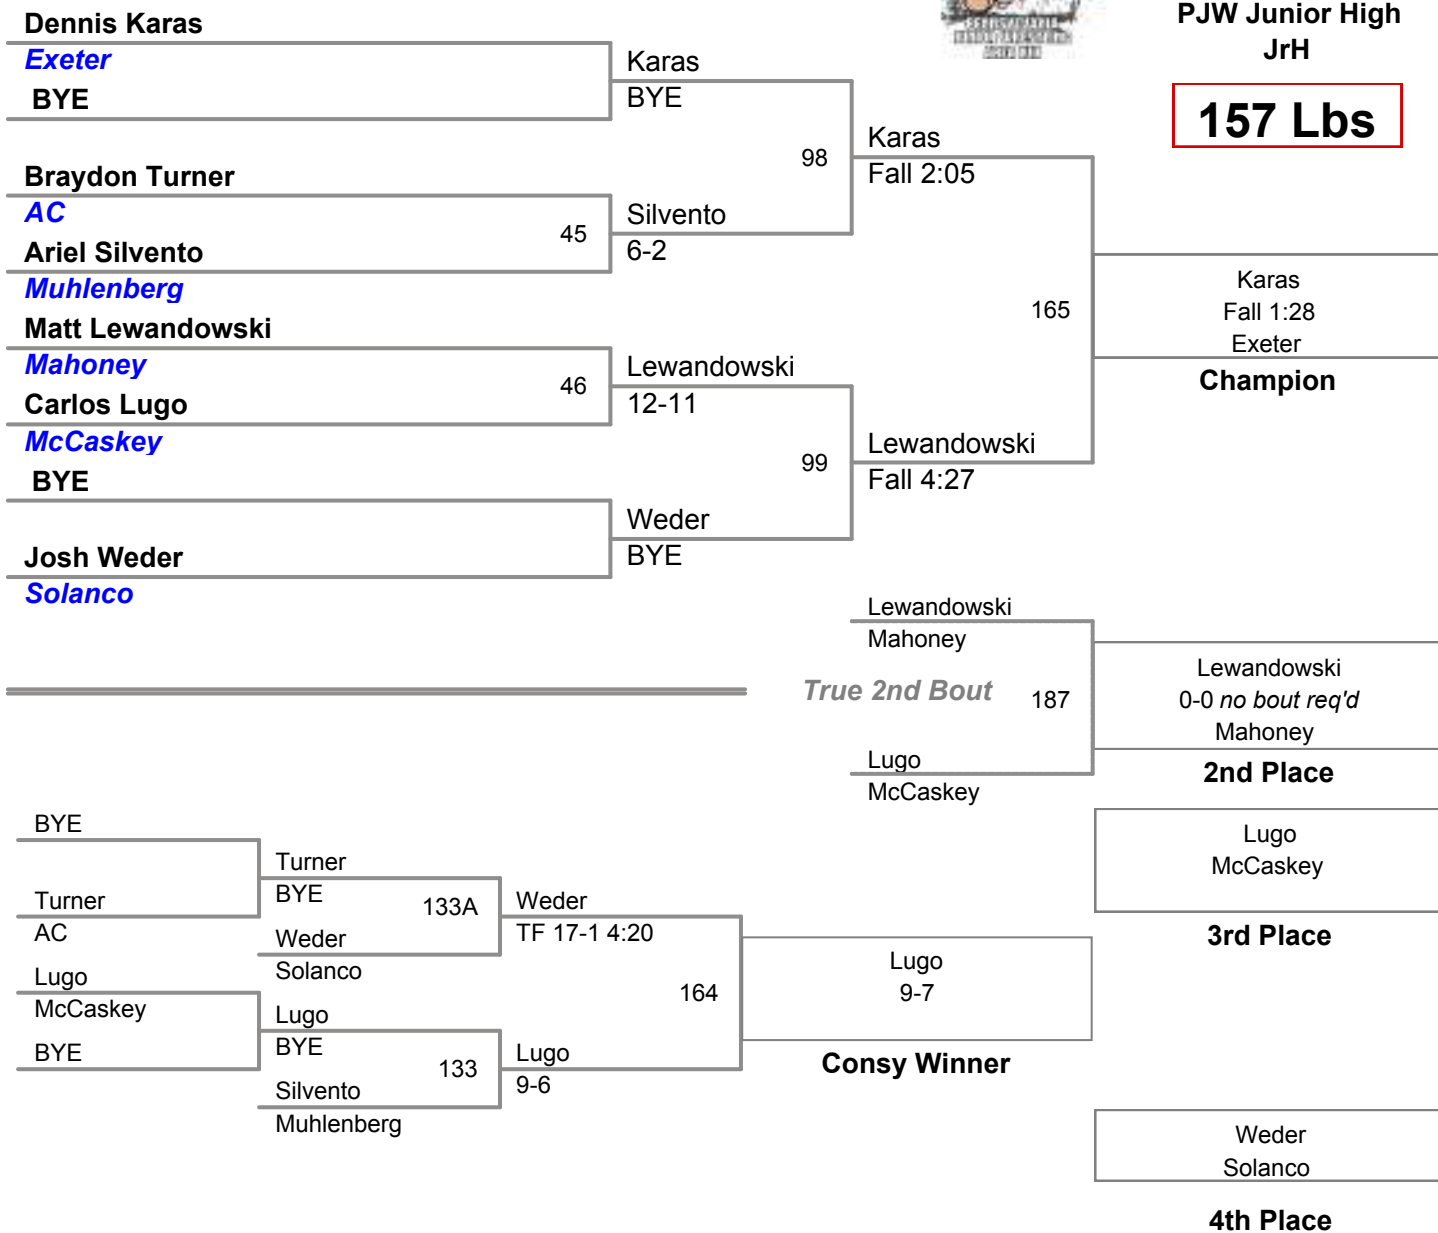 PJW Junior High
JrH
157 Lbs
Dennis Karas
Exeter
BYE
Braydon Turner
AC
Ariel Silvento
Muhlenberg
Matt Lewandowski
Mahoney
Carlos Lugo
McCaskey
BYE
Josh Weder
Solanco
45
46
Karas
BYE
Silvento
6-2
Lewandowski
12-11
Weder
BYE
98
99
Karas
Fall 2:05
Lewandowski
Fall 4:27
165
Karas
Fall 1:28
Exeter
Champion
Lewandowski
Mahoney
True 2nd Bout
187
Lugo
McCaskey
Lewandowski
0-0 no bout req'd
Mahoney
2nd Place
BYE
Turner
AC
Lugo
McCaskey
BYE
Turner
BYE
133A
Weder
Solanco
Lugo
BYE
133
Silvento
Muhlenberg
Weder
TF 17-1 4:20
164
Lugo
9-6
Lugo
9-7
Consy Winner
Lugo
McCaskey
3rd Place
Weder
Solanco
4th Place